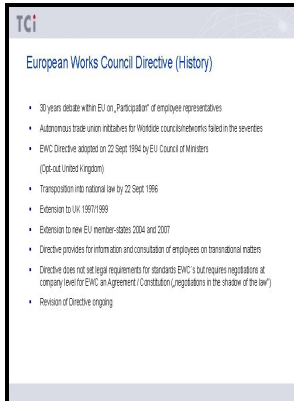 TCi
European Works Council Directive (History)
30 years debate within EU on „Participation" of employee representatives
Autonomous trade union inititatives for Worldide councils/networks failed in the seventies
EWC Directive adopted on 22 Sept 1994 by EU Council of Ministers
(Opt-out United Kingdom)
Transposition into national law by 22 Sept 1996
Extension to UK 1997/1999
Extension to new EU member-states 2004 and 2007
Directive provides for information and consultation of employees on transnational matters
Directive does not set legal requirements for standards EWC´s but requires negotiations at
company level for EWC an Agreement / Constitution („negotiations in the shadow of the law")
Revision of Directive ongoing